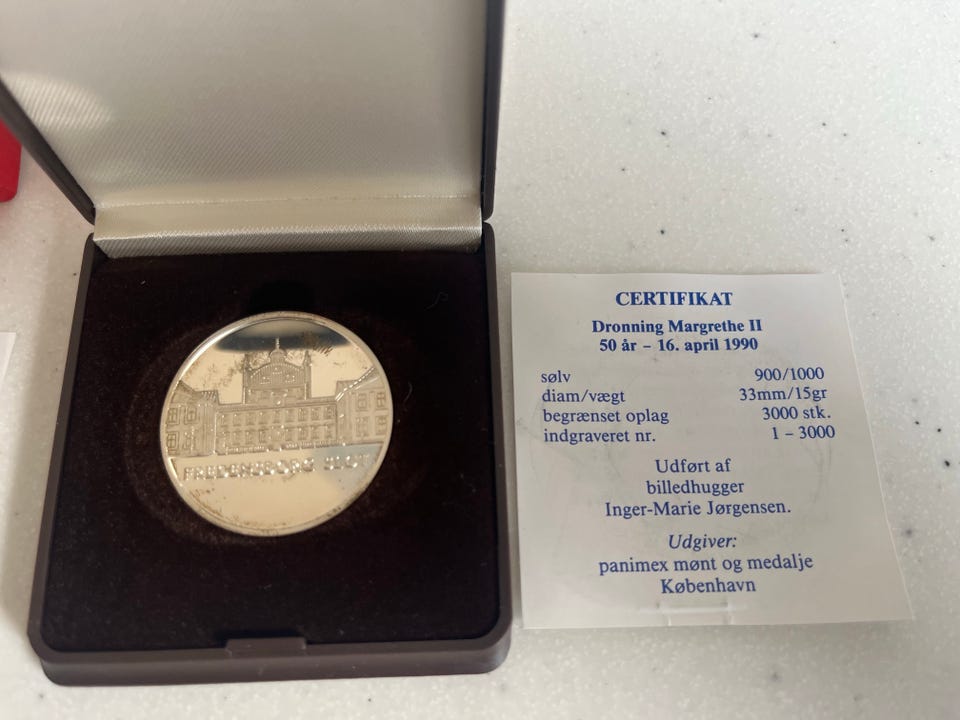 FREDENSBORG SLOT
CERTIFIKAT
Dronning Margrethe II
50 år – 16. april 1990
sølv 900/1000
diam/vægt 33mm/15gr
begrænset oplag 3000 stk.
indgraveret nr. 1 – 3000
Udført af
billedhugger
Inger-Marie Jørgensen.
Udgiver:
panimex mønt og medalje
København